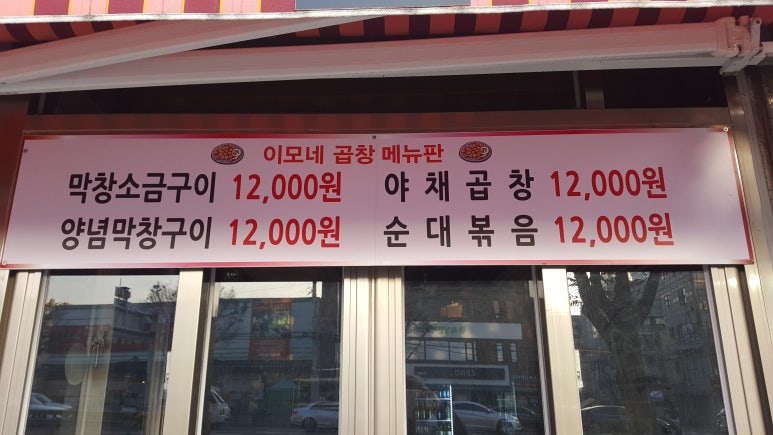 이모네 곱창 메뉴판
막창소금구이 12,000원 야채곱창 12,000원
양념막창구이 12,000원 순대볶음 12,000원